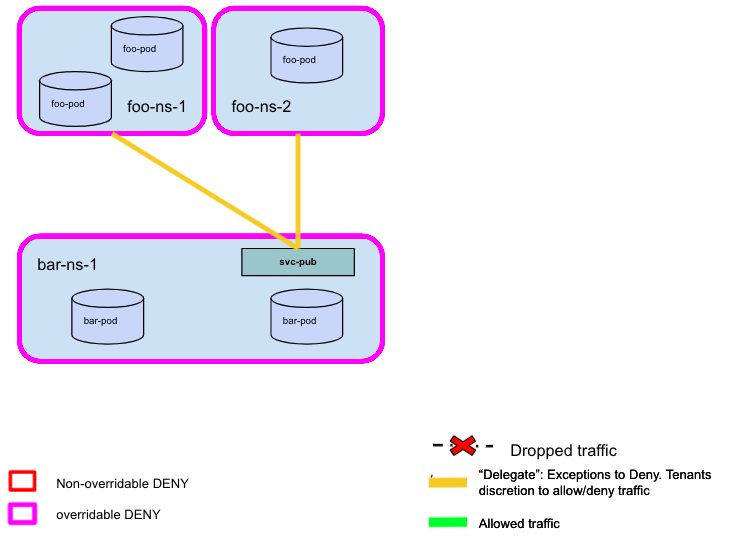 foo-pod
foo-pod
foo-pod
foo-ns-1
foo-ns-2
bar-ns-1
svc-pub
bar-pod
bar-pod
Dropped traffic
Non-overridable DENY
“Delegate”: Exceptions to Deny. Tenants
discretion to allow/deny traffic
overridable DENY
Allowed traffic